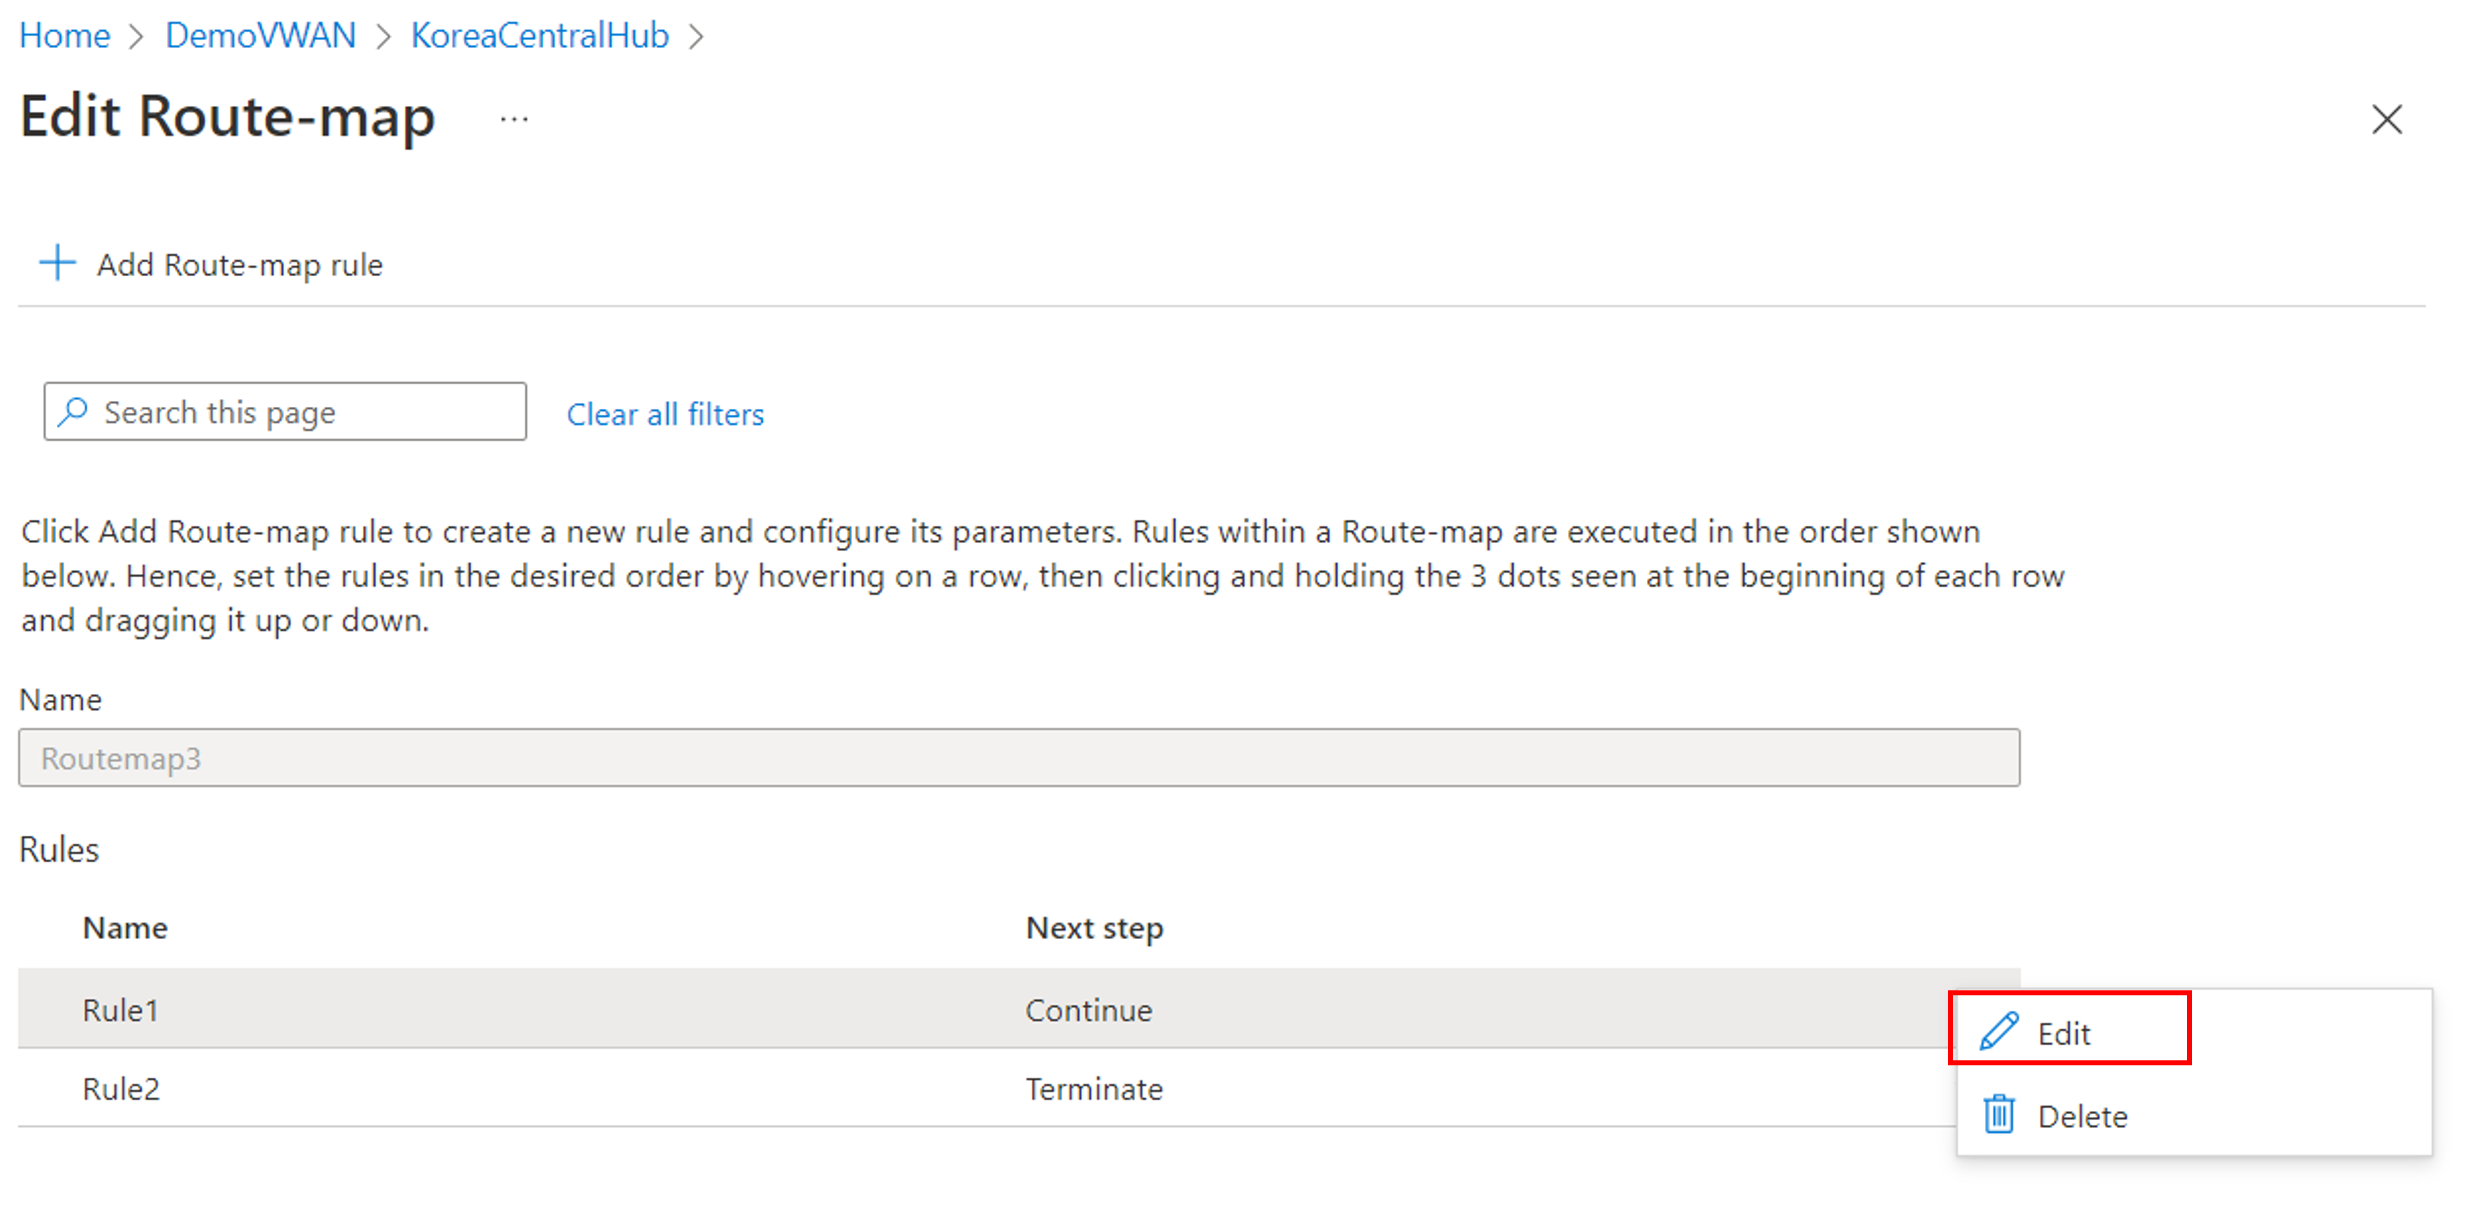 Home > DemoVWAN > KoreaCentralHub >
Edit Route-map ...
Add Route-map rule
Search this page Clear all filters
Click Add Route-map rule to create a new rule and configure its parameters. Rules within a Route-map are executed in the order shown
below. Hence, set the rules in the desired order by hovering on a row, then clicking and holding the 3 dots seen at the beginning of each row
and dragging it up or down.
Name
Routemap3
Rules
Name Next step
Rule1 Continue
Edit
Rule2 Terminate
Delete